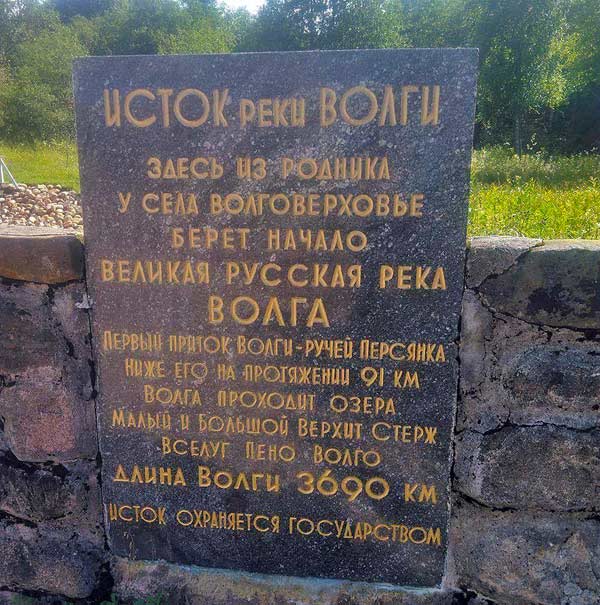 ИСТОК РЕКИ ВОЛГИ
ЗДЕСЬ ИЗ РОДНИКА
У СЕЛА ВОЛГОВЕРХОВЬЕ
БЕРЕТ НАЧАЛО
ВЕЛИКАЯ РУССКАЯ РЕКА
ВОЛГА
ПЕРВЫЙ ПРИТОК ВОЛГИ-РУЧЕЙ ПЕРСЯНКА
НИЖЕ ЕГО НА ПРОТЯЖЕНИИ 91 КМ
ВОЛГА ПРОХОДИТ ОЗЕРА
МАЛЫЙ И БОЛЬШОЙ ВЕРХИТ СТЕРЖ
ВСЕЛУГ ПЕНО ВОЛГО
ДЛИНА ВОЛГИ 3690 КМ
ИСТОК ОХРАНЯЕТСЯ ГОСУДАРСТВОМ